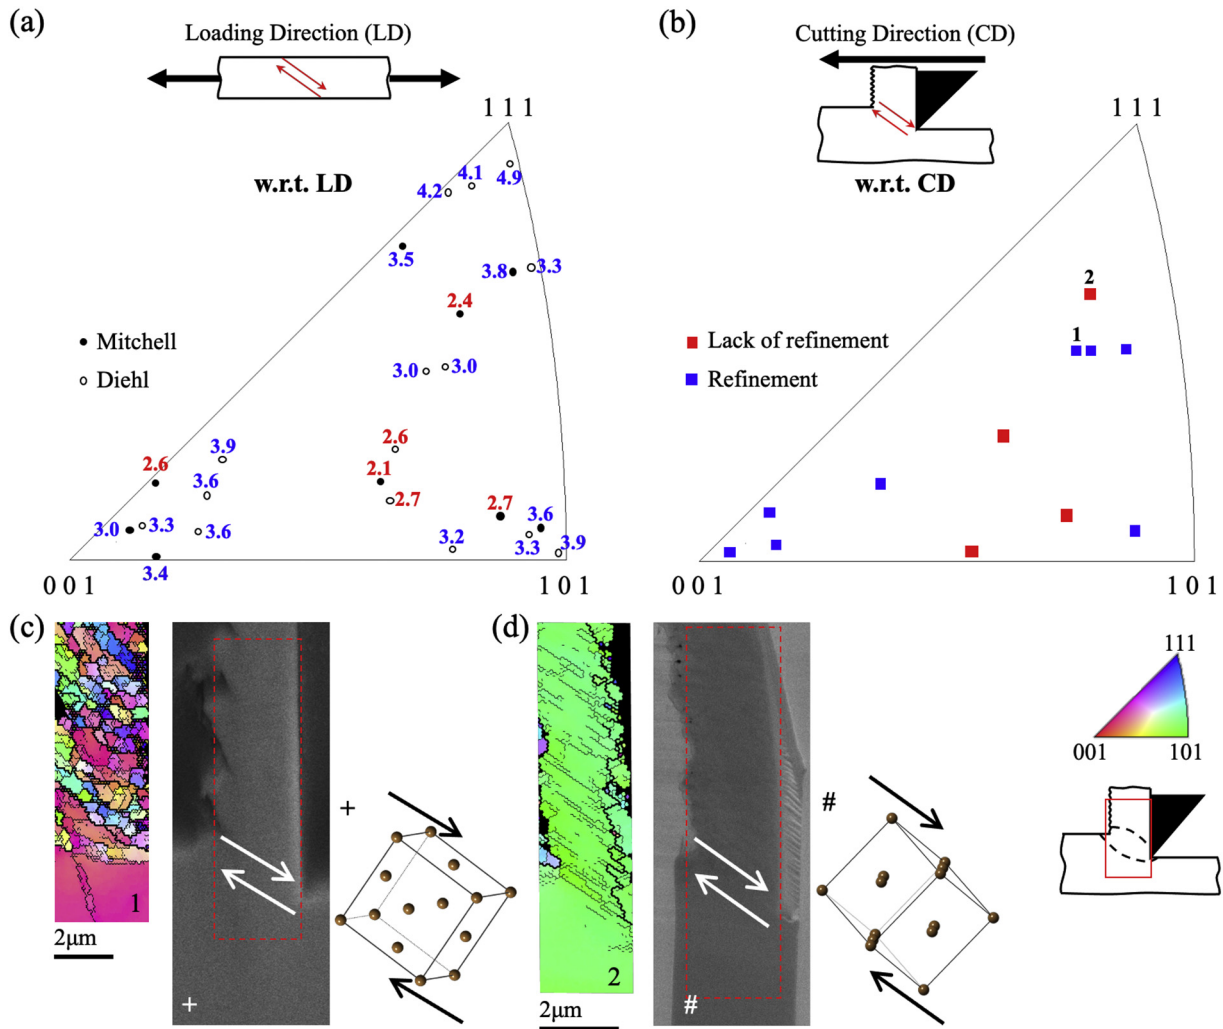 (a)
Loading Direction (LD)
1 1 1
w.r.t. LD
4.2
4.1
4.9
3.5
3.8
3.3
2.4
Mitchell
Diehl
3.0
3.0
2.6
3.9
2.6
3.6
2.1
2.7
2.7
3.6
3.0
3.3
3.6
3.2
3.3
3.9
3.4
0 0 1
1 0 1
(b)
Cutting Direction (CD)
1 1 1
w.r.t. CD
2
1
Lack of refinement
Refinement
0 0 1
1 0 1
(c)
1
2μm
+
+
(d)
2
2μm
#
#
111
001
101